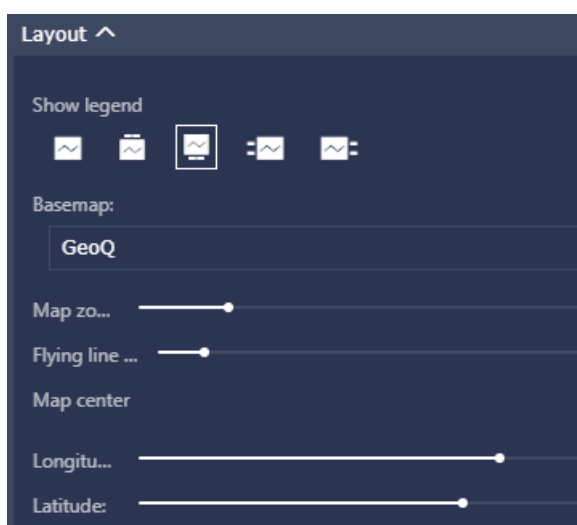 Layout
Show legend
Basemap:
GeoQ
Map zo...
Flying line ...
Map center
Longitu...
Latitude: